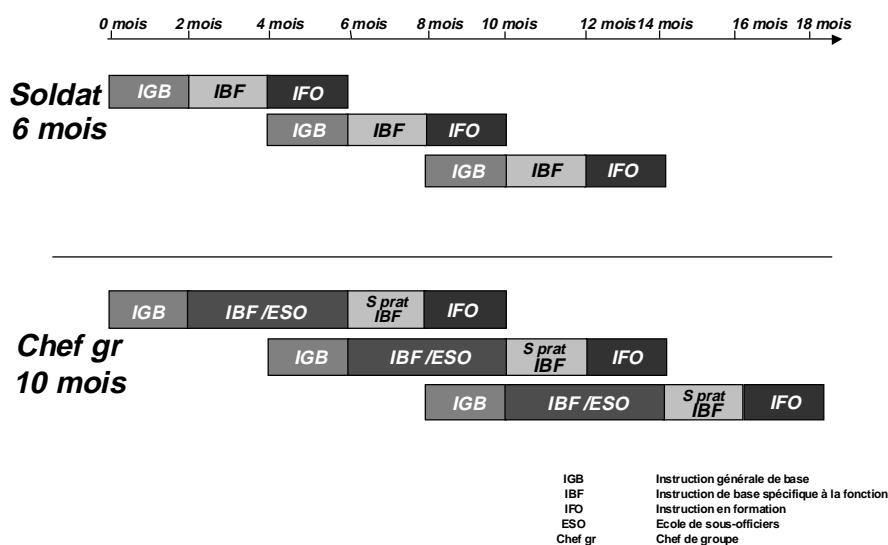 0 mois 2 mois 4 mois 6 mois 8 mois 10 mois 12 mois 14 mois 16 mois 18 mois
Soldat
6 mois
IGB IBF IFO
IGB IBF IFO
IGB IBF IFO
Chef gr
10 mois
IGB IBF/ESO S prat IBF IFO
IGB IBF/ESO S prat IBF IFO
IGB IBF/ESO S prat IBF IFO
IGB Instruction générale de base
IBF Instruction de base spécifique à la fonction
IFO Instruction en formation
ESO Ecole de sous-officiers
Chef gr Chef de groupe